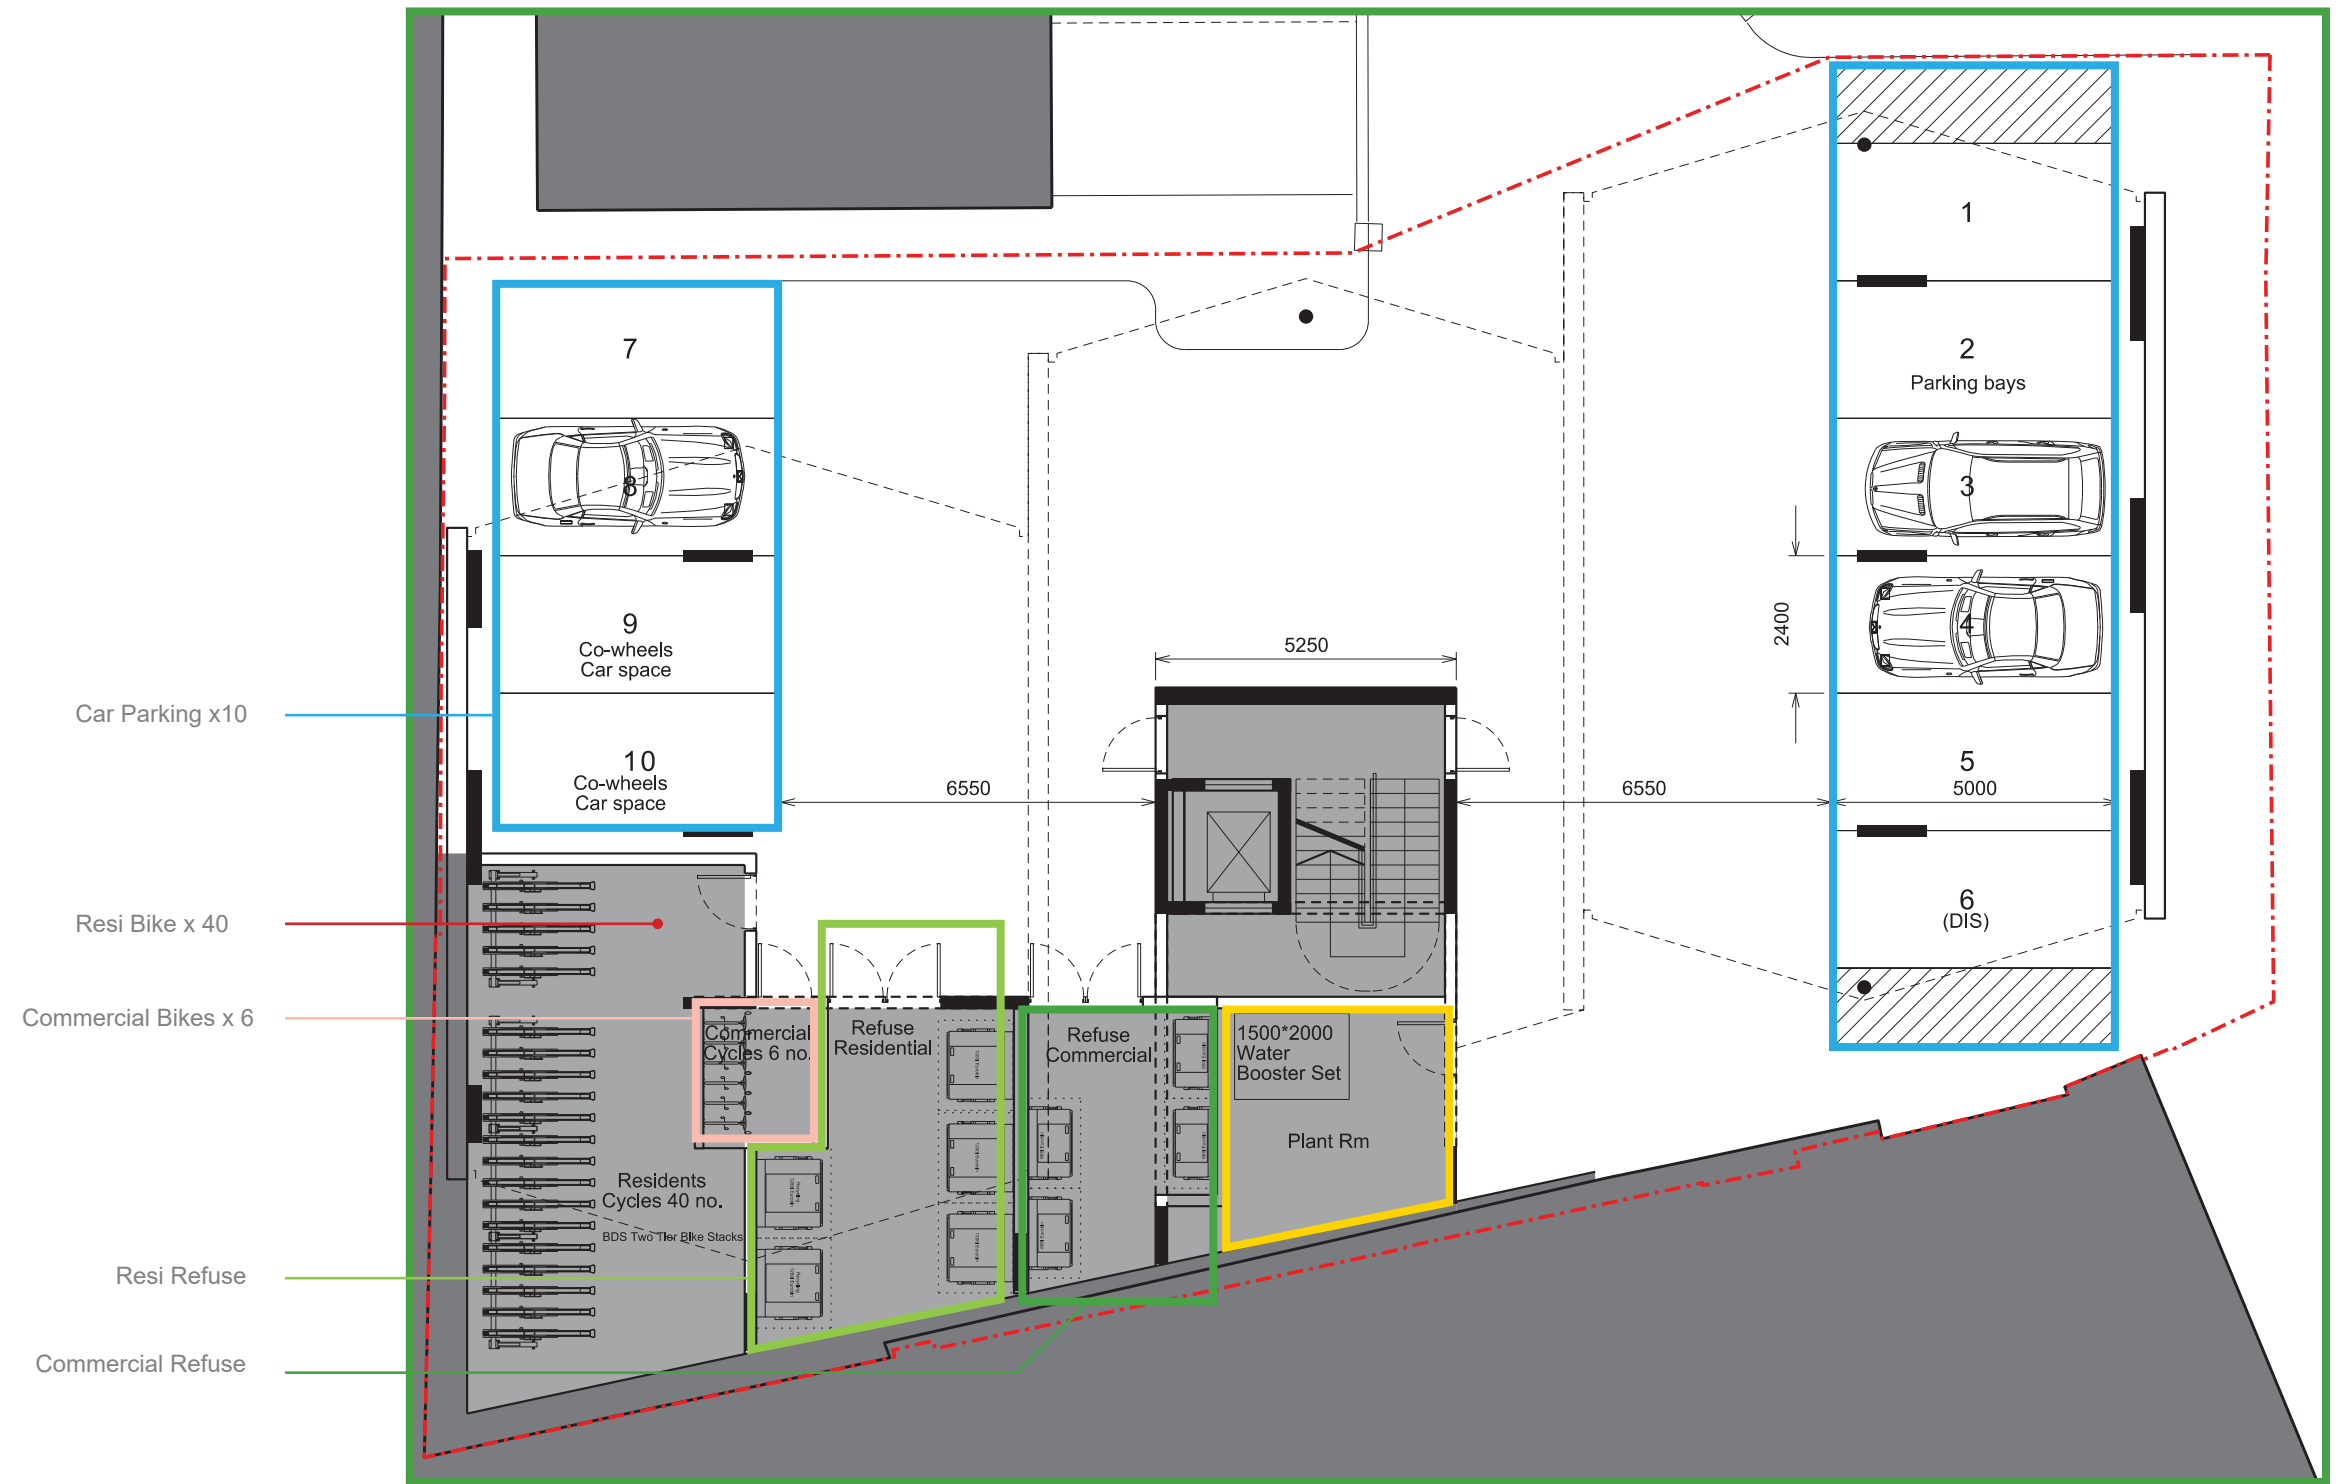 1
2
Parking bays
3
4
2400
5
5000
6
(DIS)
7
8
9
Co-wheels
Car space
10
Co-wheels
Car space
5250
6550
6550
Car Parking x10
Resi Bike x 40
Commercial Bikes x 6
Resi Refuse
Commercial Refuse
Commercial
Cycles 6 no.
Refuse
Residential
Refuse
Commercial
1500*2000
Water
Booster Set
Plant Rm
Residents
Cycles 40 no.
BDS Two Tier Bike Stacks